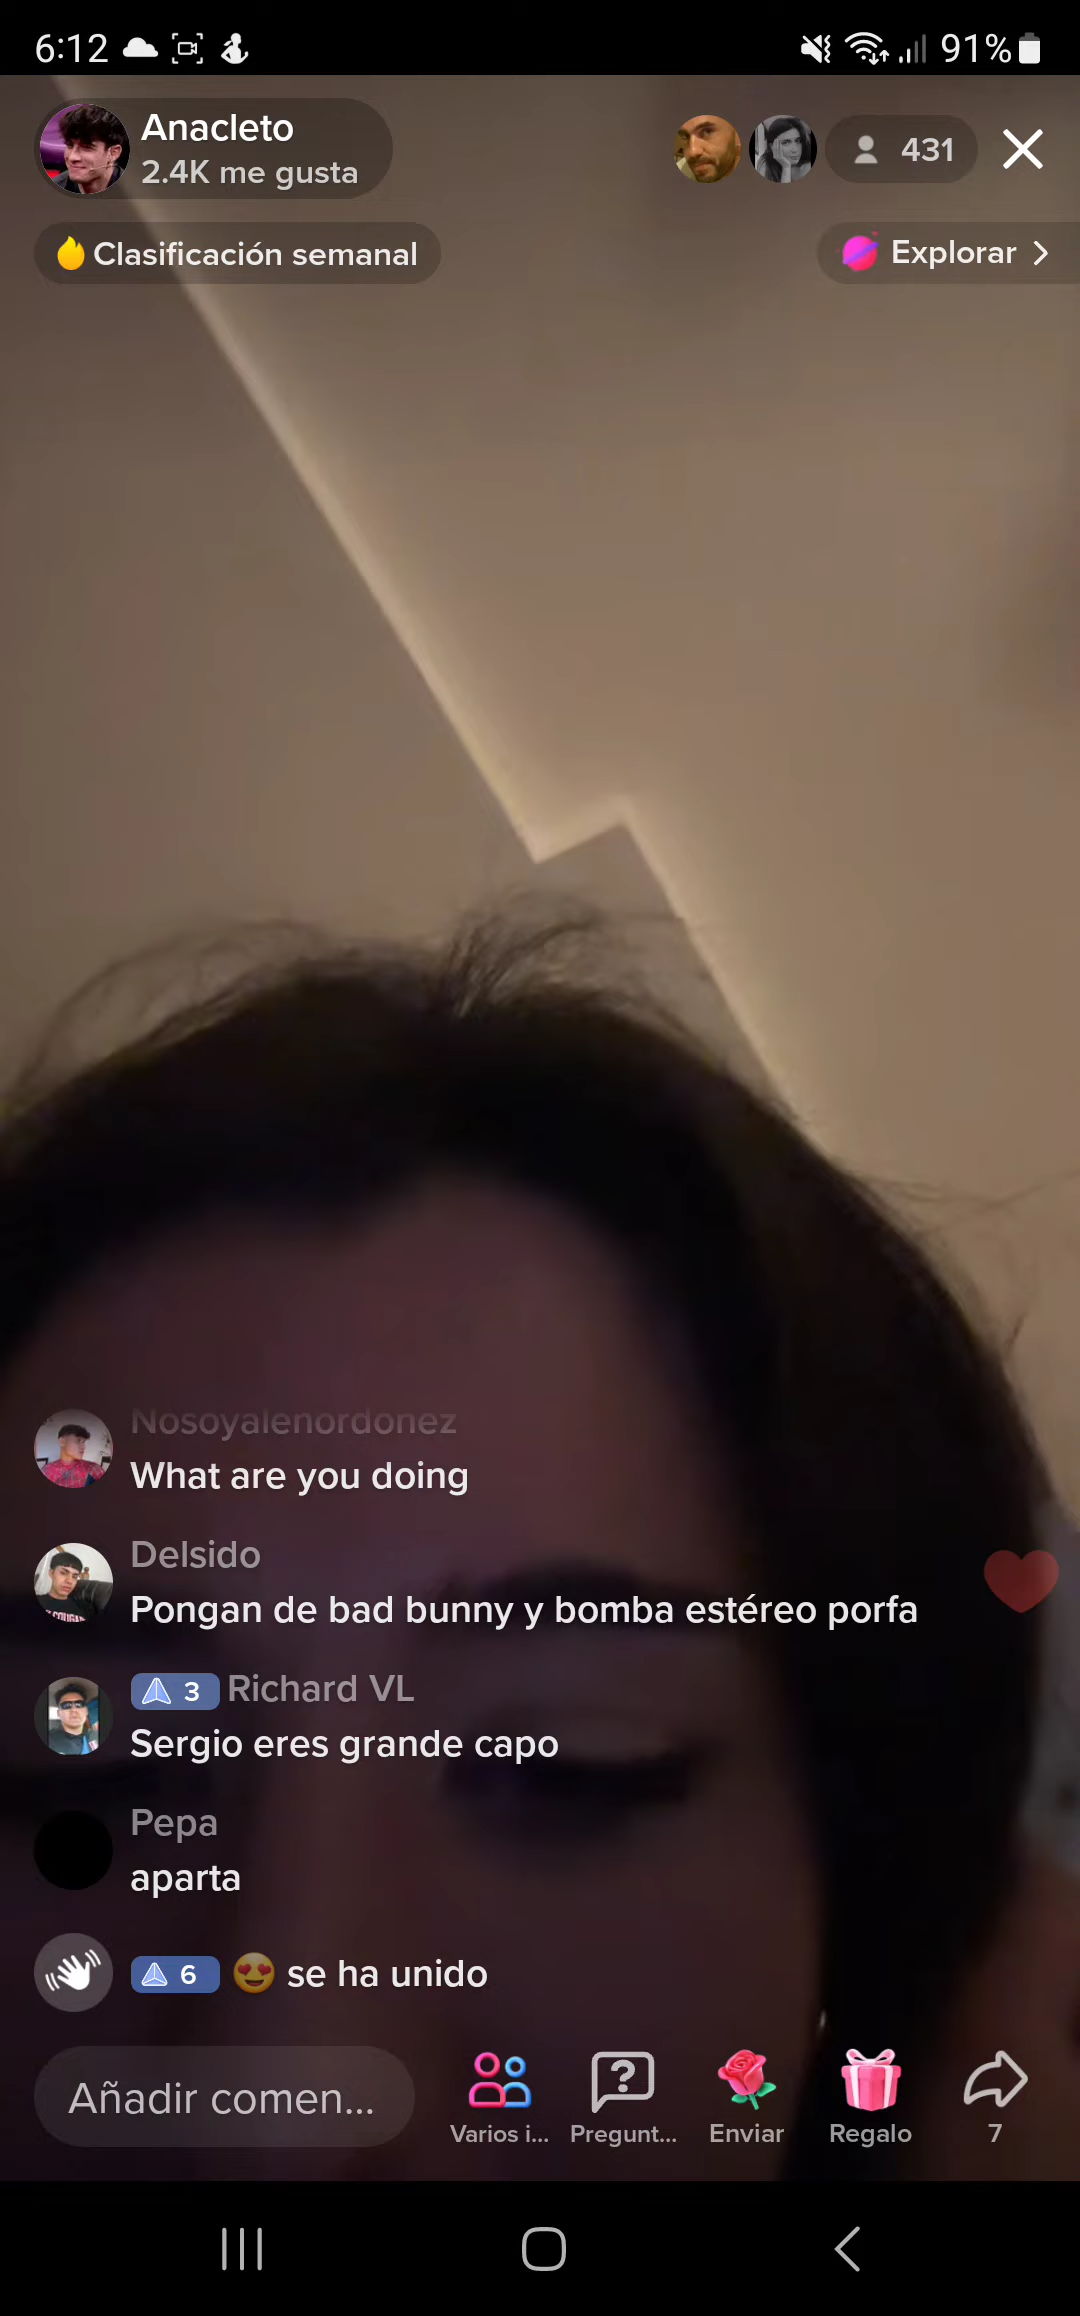 6:12
91%
Anacleto
2.4K me gusta
431
Clasificación semanal
Explorar
Nosoyalenordonez
What are you doing
Delsido
Pongan de bad bunny y bomba estéreo porfa
3 Richard VL
Sergio eres grande capo
Pepa
aparta
6 😍 se ha unido
Añadir comen...
Varios i...
Pregunt...
Enviar
Regalo
7